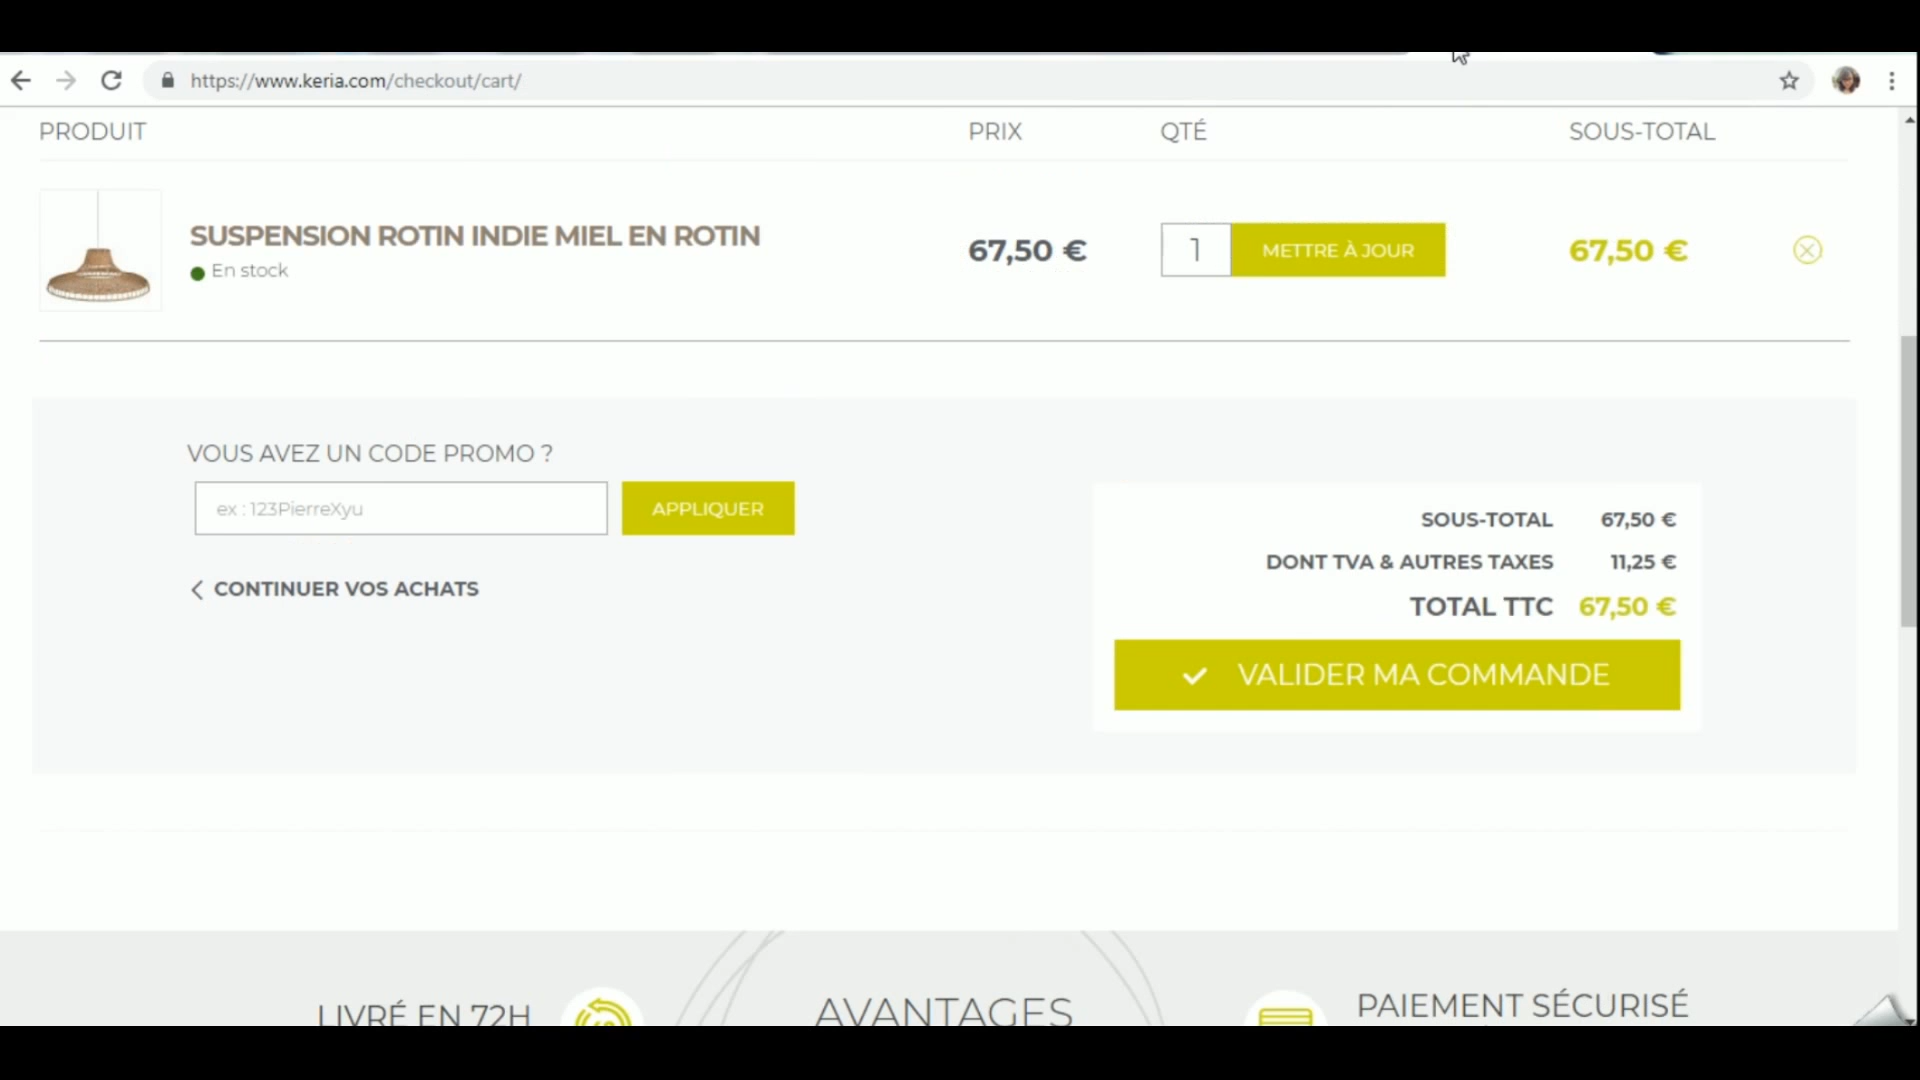 https://www.keria.com/checkout/cart/
PRODUIT PRIX QTÉ SOUS-TOTAL
SUSPENSION ROTIN INDIE MIEL EN ROTIN
67,50 € 1 METTRE À JOUR 67,50 €
En stock
VOUS AVEZ UN CODE PROMO ?
ex : 123PierreXyu APPLIQUER
SOUS-TOTAL 67,50 €
DONT TVA & AUTRES TAXES 11,25 €
CONTINUER VOS ACHATS
TOTAL TTC 67,50 €
VALIDER MA COMMANDE
LIVRÉ EN 72H AVANTAGES PAIEMENT SÉCURISÉ